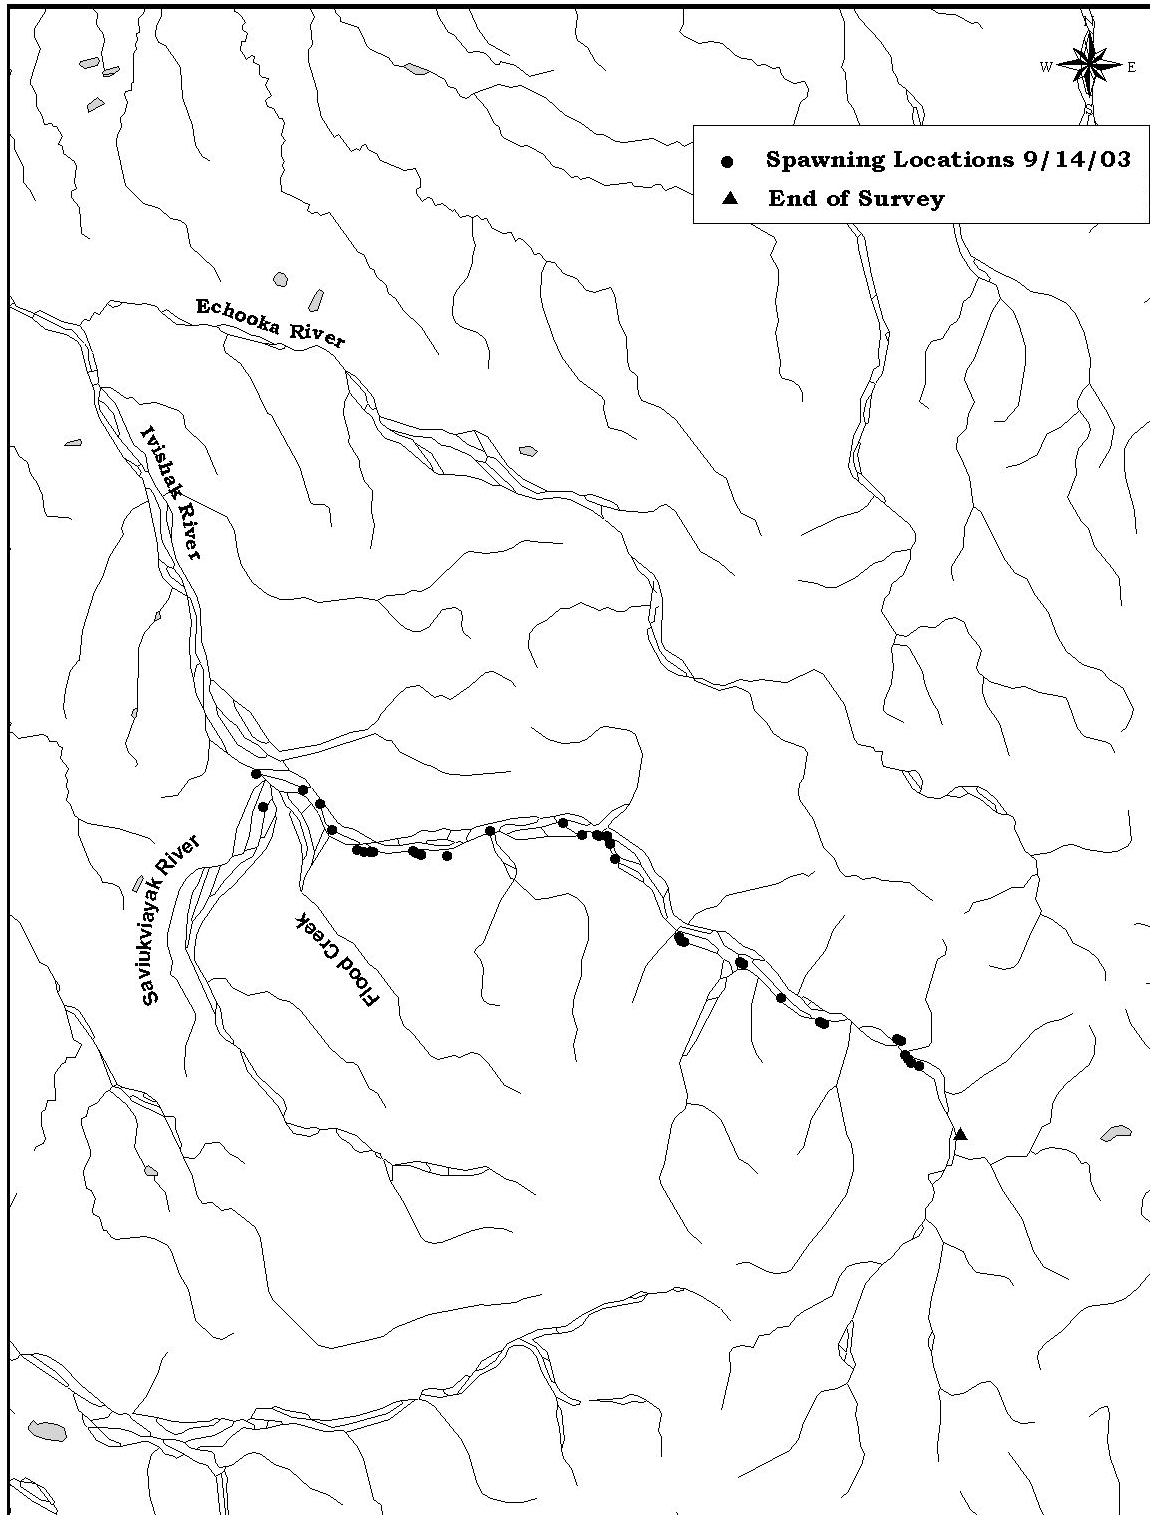 W E
Spawning Locations 9/14/03
End of Survey
Echooka River
Ivishak River
Saviukviayak River
Flood Creek